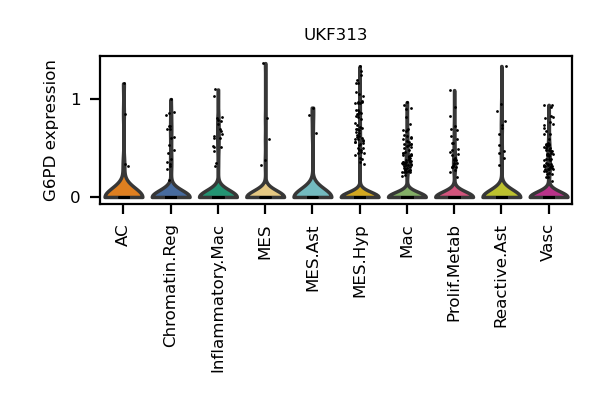 UKF313
G6PD expression
1
0
AC
Chromatin.Reg
Inflammatory.Mac
MES
MES.Ast
MES.Hyp
Mac
Prolif.Metab
Reactive.Ast
Vasc